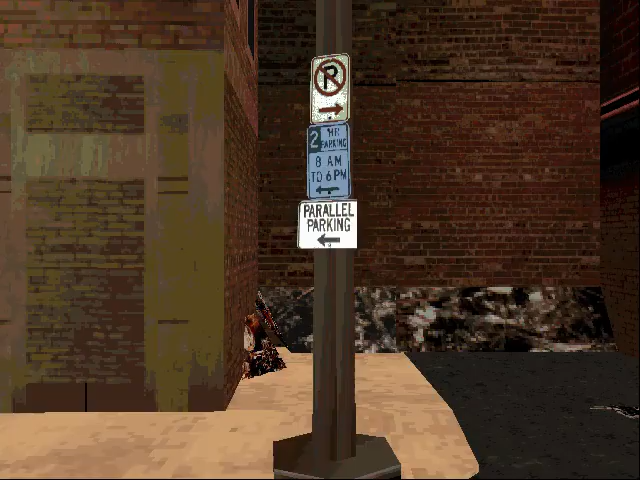 P
2 HR
PARKING
8 AM
TO 6 PM
PARALLEL
PARKING